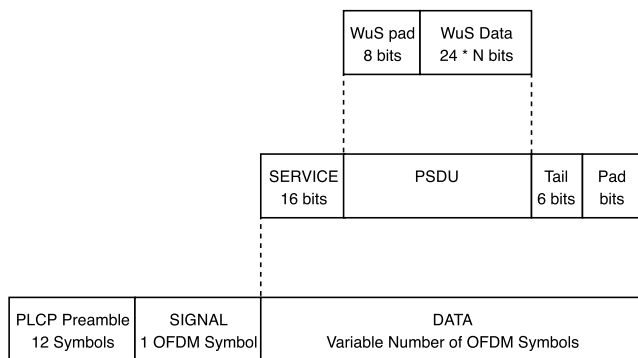 WuS pad
8 bits
WuS Data
24 * N bits
SERVICE
16 bits
PSDU
Tail
6 bits
Pad
bits
PLCP Preamble
12 Symbols
SIGNAL
1 OFDM Symbol
DATA
Variable Number of OFDM Symbols